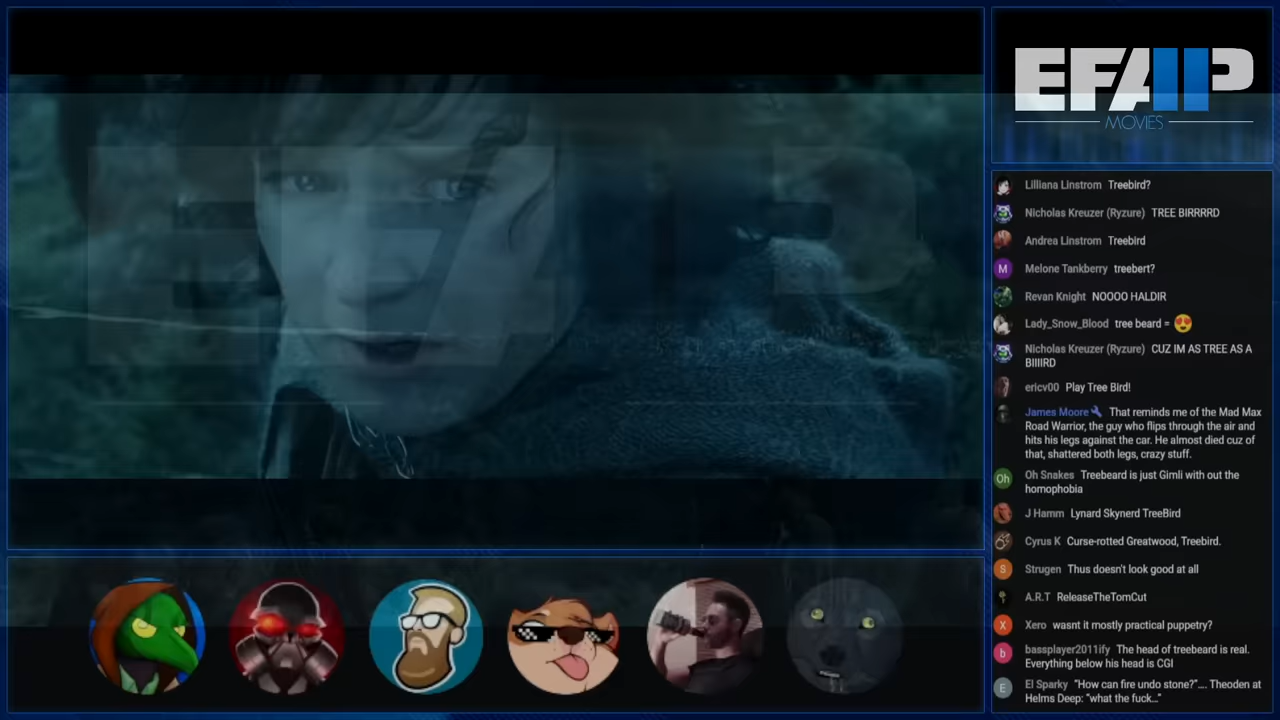 EFAP
MOVIES
Lilliana Linstrom Treebird?
Nicholas Kreuzer (Ryzure) TREE BIRRRRD
Andrea Linstrom Treebird
M
Melone Tankberry treebert?
Revan Knight NOOOO HALDIR
Lady_Snow_Blood tree beard = 😍
Nicholas Kreuzer (Ryzure) CUZ IM AS TREE AS A
BIIIIRD
ericv00 Play Tree Bird!
James Moore That reminds me of the Mad Max
Road Warrior, the guy who flips through the air and
hits his legs against the car. He almost died cuz of
that, shattered both legs, crazy stuff.
Oh
Oh Snakes Treebeard is just Gimli with out the
homophobia
J Hamm Lynard Skynerd TreeBird
Cyrus K Curse-rotted Greatwood, Treebird.
S
Strugen Thus doesn't look good at all
A.R.T ReleaseTheTomCut
X
Xero wasnt it mostly practical puppetry?
b
bassplayer2011ify The head of treebeard is real.
Everything below his head is CGI
E
El Sparky "How can fire undo stone?".... Theoden at
Helms Deep: "what the fuck..."